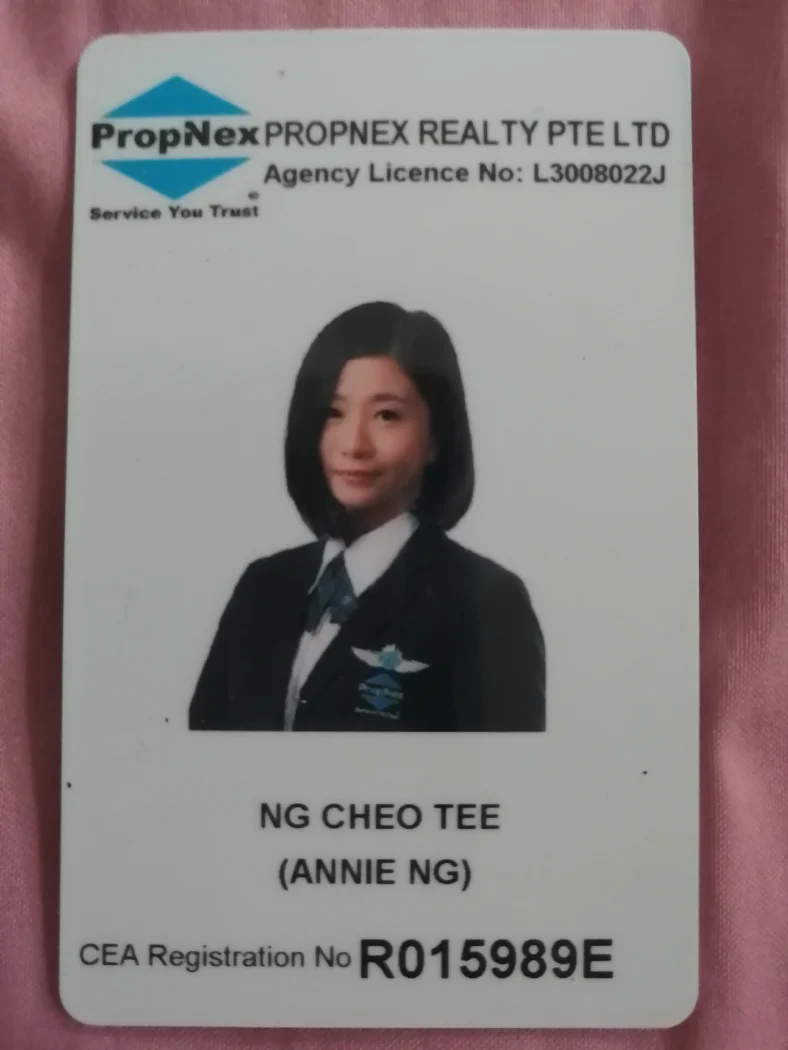 PropNex
Service You Trust
PROPNEX REALTY PTE LTD
Agency Licence No: L3008022J
PropNex
NG CHEO TEE
(ANNIE NG)
CEA Registration No R015989E